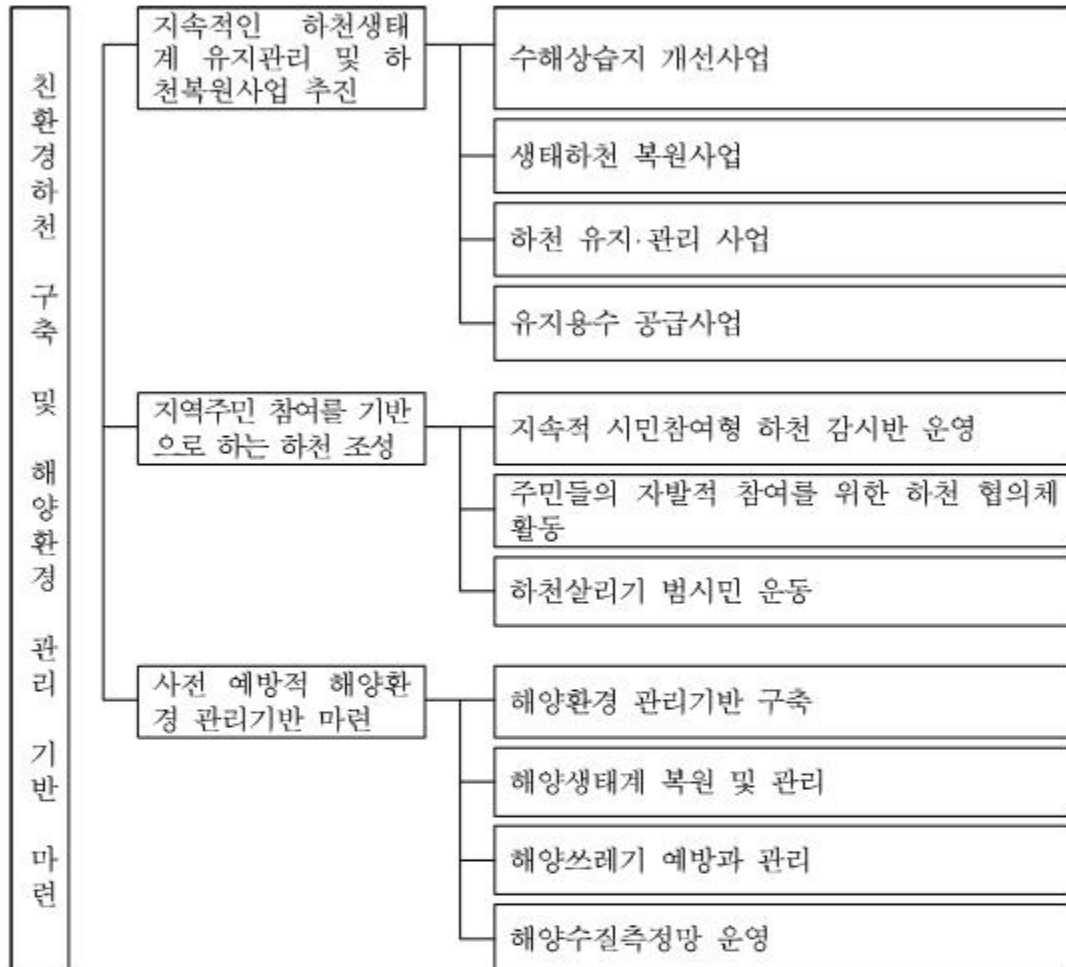 친환경하천 구축 및 해양환경 관리 기반 마련
지속적인 하천생태
계 유지관리 및 하
천복원사업 추진
수해상습지 개선사업
생태하천 복원사업
하천 유지·관리 사업
유지용수 공급사업
지역주민 참여를 기반
으로 하는 하천 조성
지속적 시민참여형 하천 감시반 운영
주민들의 자발적 참여를 위한 하천 협의체
활동
하천살리기 범시민 운동
사전 예방적 해양환
경 관리기반 마련
해양환경 관리기반 구축
해양생태계 복원 및 관리
해양쓰레기 예방과 관리
해양수질측정망 운영